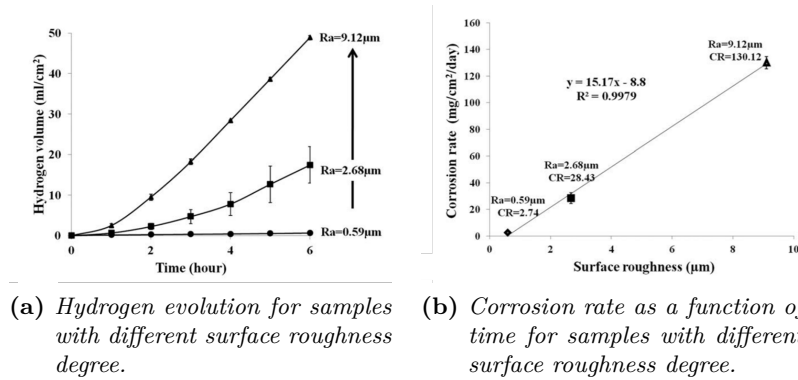 60
50
40
30
20
10
0
0 2 4 6
Hydrogen volume (ml/cm²)
Time (hour)
Ra=9.12μm
Ra=2.68μm
Ra=0.59μm
160
140
120
100
80
60
40
20
0
0 2 4 6 8 10
Corrosion rate (mg/cm²/day)
Surface roughness (μm)
Ra=9.12μm
CR=130.12
y = 15.17x - 8.8
R² = 0.9979
Ra=2.68μm
CR=28.43
Ra=0.59μm
CR=2.74
(a) Hydrogen evolution for samples
with different surface roughness
degree.
(b) Corrosion rate as a function of
time for samples with different
surface roughness degree.